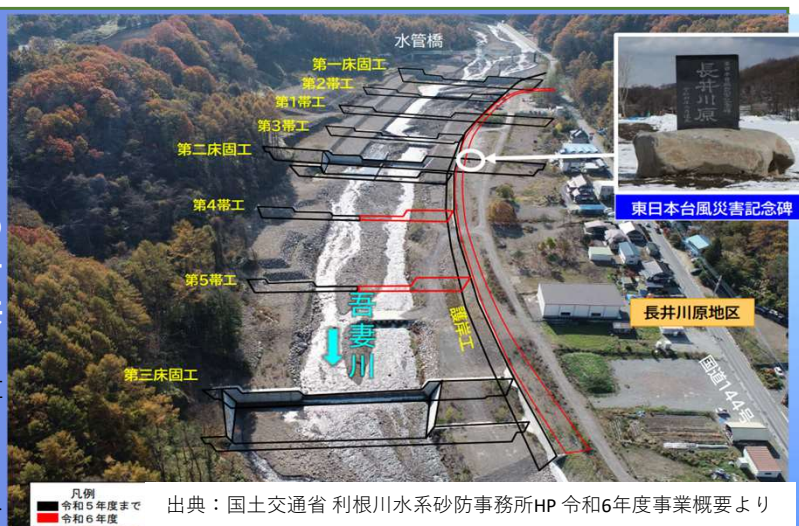 水管橋
第一床固工
第2帯工
第1帯工
第3帯工
第二床固工
第4帯工
第5帯工
第三床固工
吾妻川
護岸工
長井川原
東日本台風災害記念碑
長井川原地区
国道144号
凡例
令和5年度まで
令和6年度
出典：国土交通省 利根川水系砂防事務所HP 令和6年度事業概要より